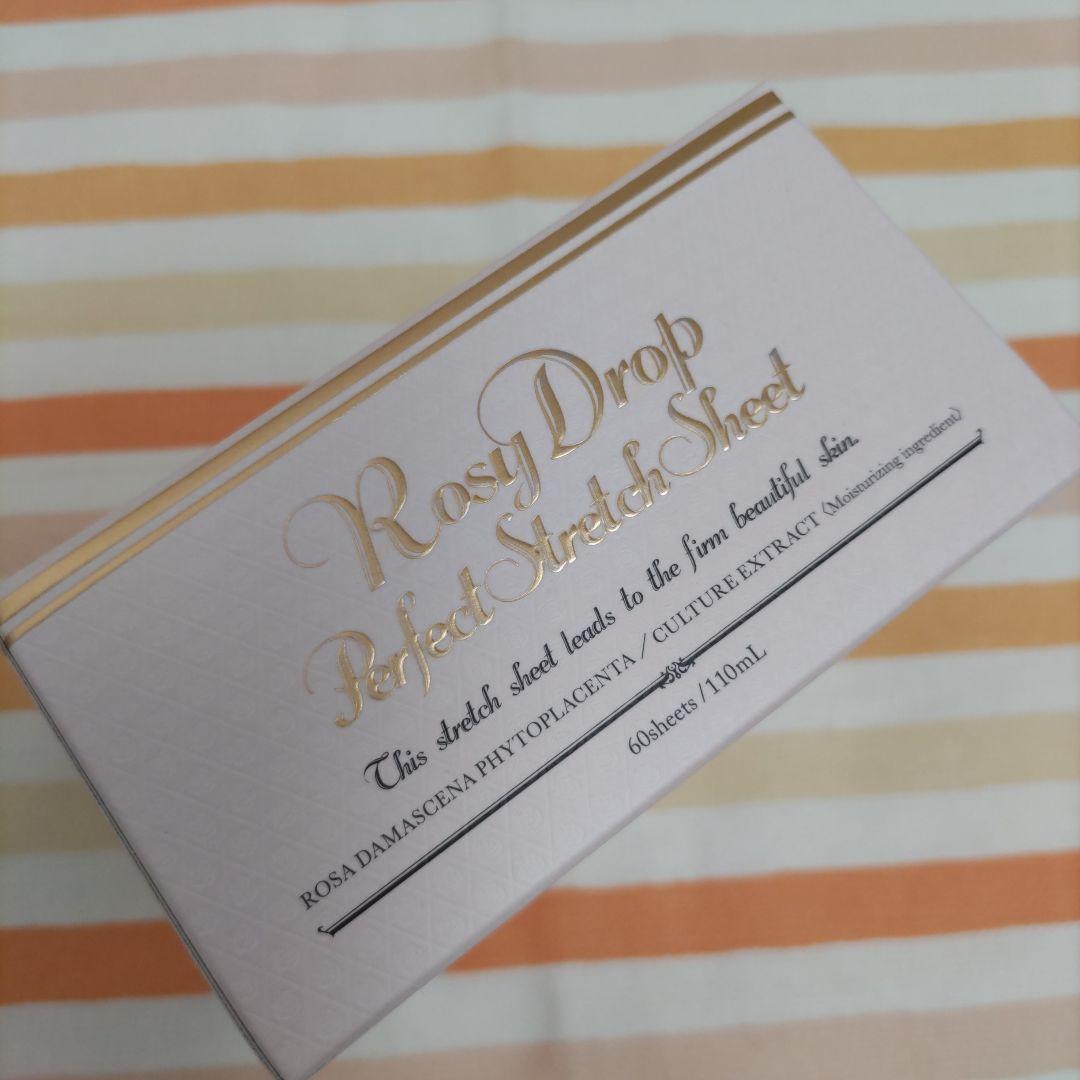 Rosy Drop
Perfect Stretch Sheet
This stretch sheet leads to the firm beautiful skin.
ROSA DAMASCENA PHYTOPLACENTA / CULTURE EXTRACT (Moisturizing ingredient)
60sheets / 110mL